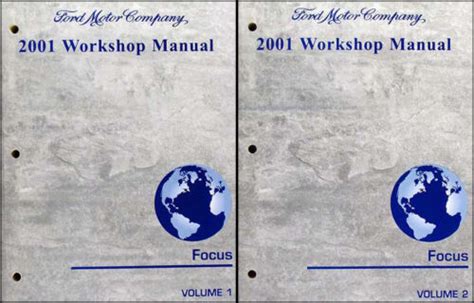 Ford Motor Company
2001 Workshop Manual
Focus
VOLUME 1
Ford Motor Company
2001 Workshop Manual
Focus
VOLUME 2